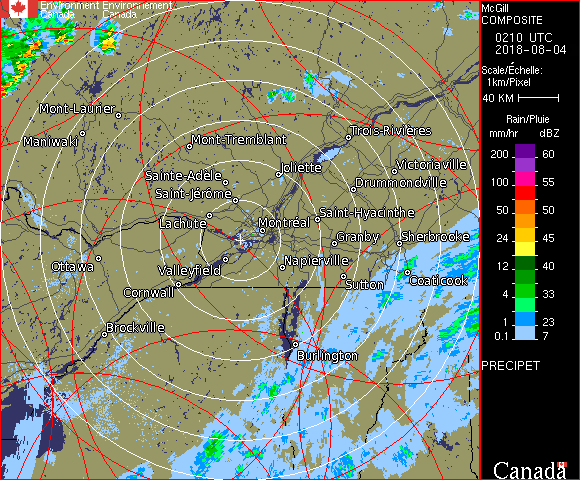 Environment Environnement
Canada Canada
McGill
COMPOSITE
0210 UTC
2018-08-04
Scale/Échelle:
1km/Pixel
40 KM
Rain/Pluie
mm/hr dBZ
200 60
100 55
50 50
24 45
12 40
4 33
1 23
0.1 7
PRECIPET
Canada
Mont-Laurier
Maniwaki
Mont-Tremblant
Trois-Rivières
Sainte-Adèle
Joliette
Victoriaville
Saint-Jérôme
Drummondville
Lachute
Montréal
Saint-Hyacinthe
Granby
Sherbrooke
Ottawa
Valleyfield
Napierville
Cornwall
Sutton
Coaticook
Brockville
Burlington